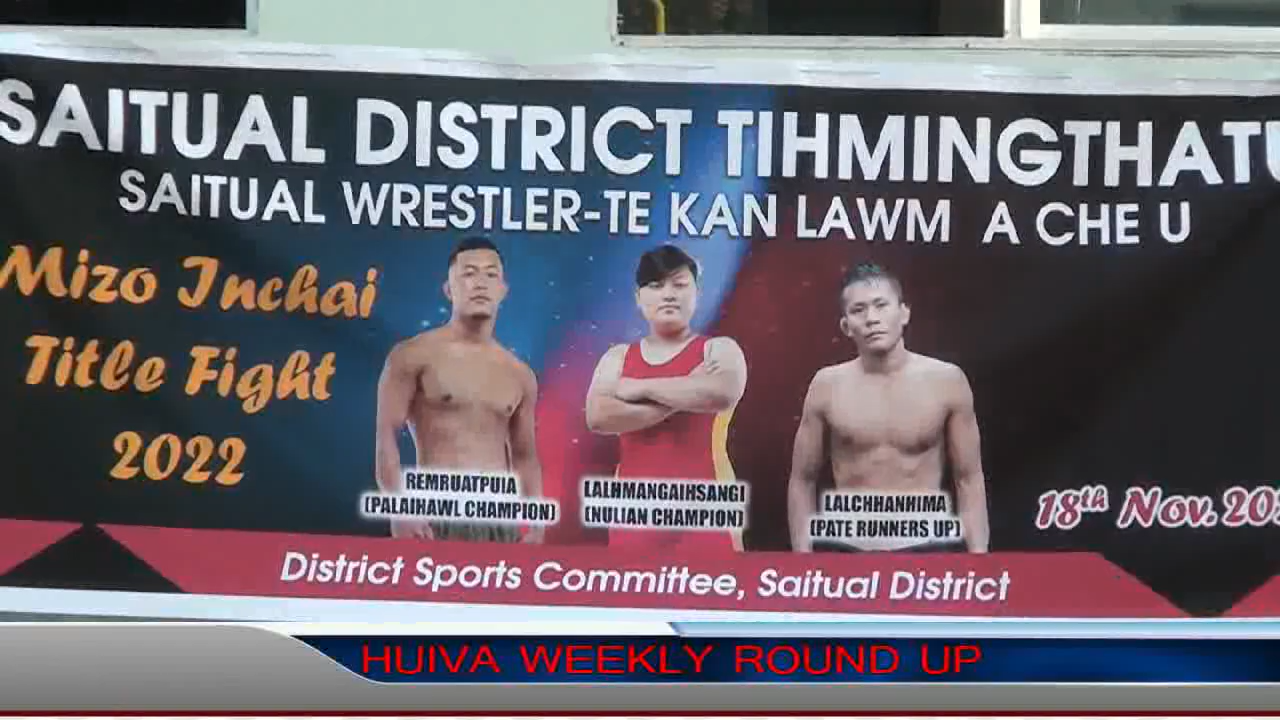 SAITUAL DISTRICT TIHMINGTHATU
SAITUAL WRESTLER-TE KAN LAWM A CHE U
Mizo Inchai
Title Fight
2022
REMRUATPUIA
(PALAIHAWL CHAMPION)
LALHMANGAIHSANGI
(NULIAN CHAMPION)
LALCHHANHIMA
(PATE RUNNERS UP)
18th Nov. 202
District Sports Committee, Saitual District
HUIVA WEEKLY ROUND UP